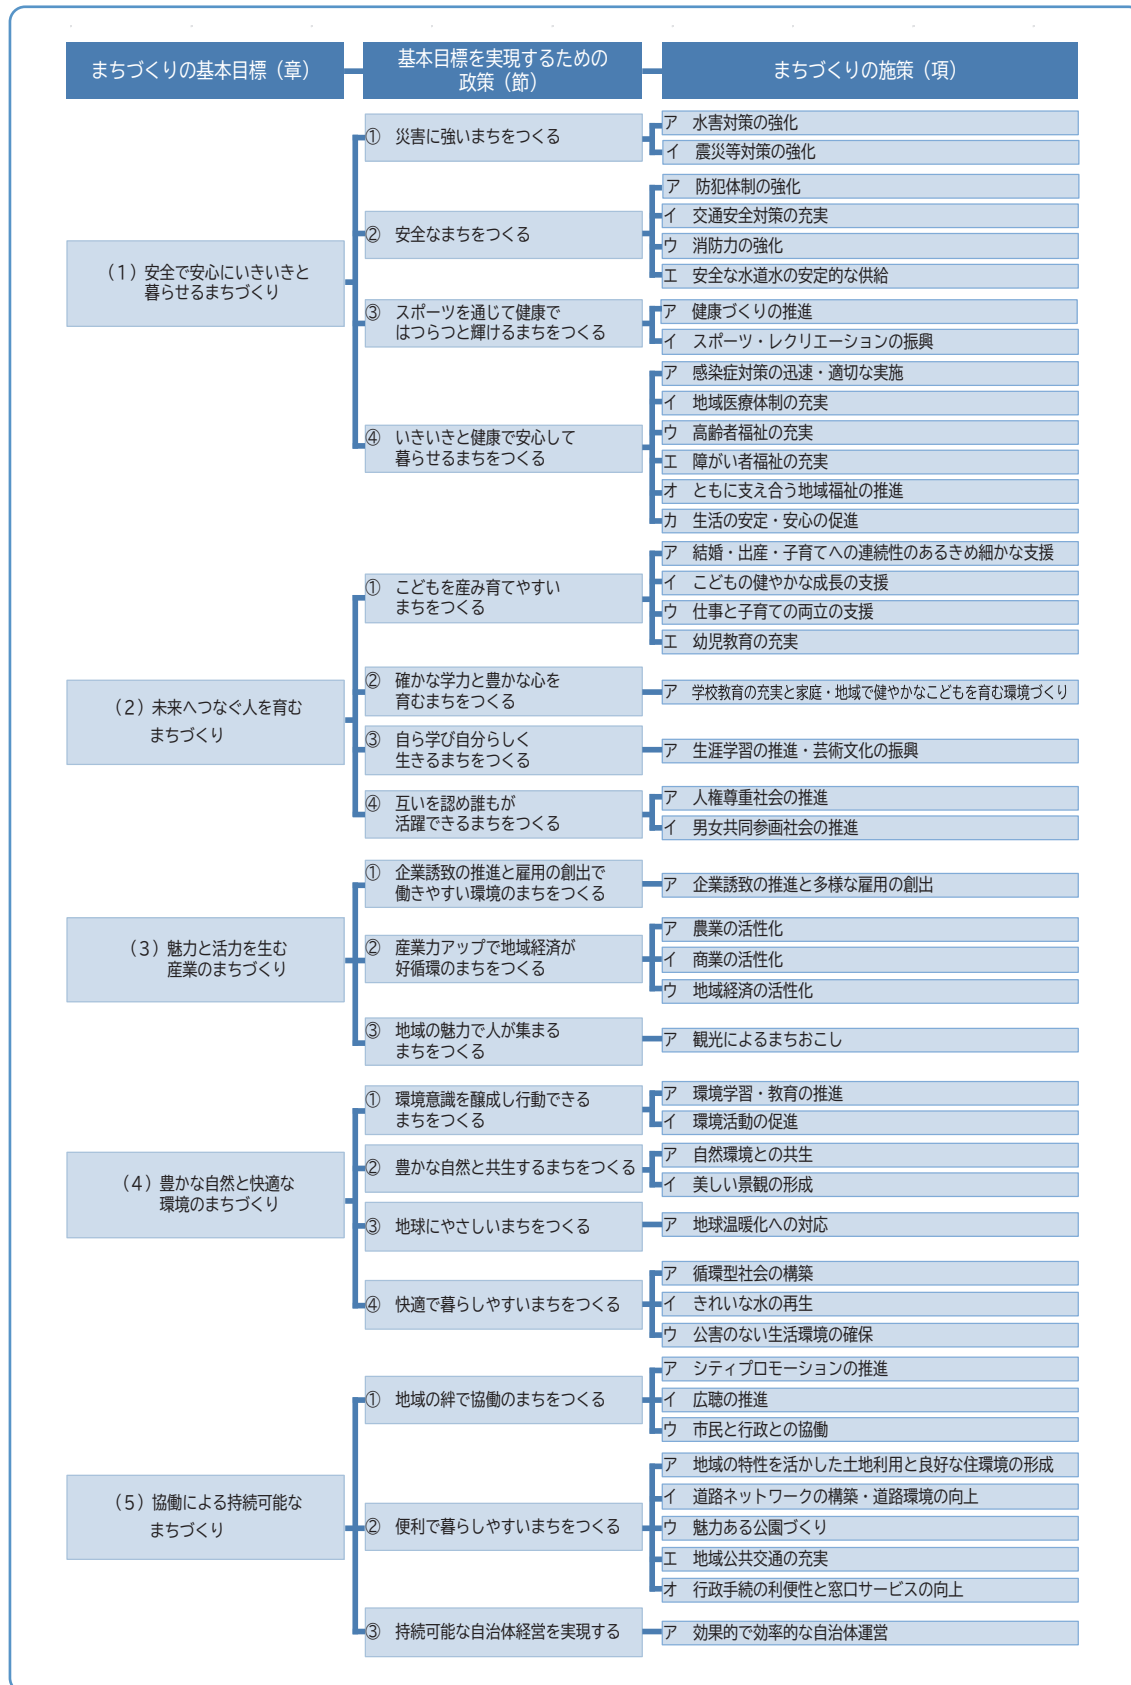 まちづくりの基本目標（章）
基本目標を実現するための
政策（節）
まちづくりの施策（項）
（１）安全で安心にいきいきと
暮らせるまちづくり
① 災害に強いまちをつくる
ア 水害対策の強化
イ 震災等対策の強化
② 安全なまちをつくる
ア 防犯体制の強化
イ 交通安全対策の充実
ウ 消防力の強化
エ 安全な水道水の安定的な供給
③ スポーツを通じて健康で
はつらつと輝けるまちをつくる
ア 健康づくりの推進
イ スポーツ・レクリエーションの振興
④ いきいきと健康で安心して
暮らせるまちをつくる
ア 感染症対策の迅速・適切な実施
イ 地域医療体制の充実
ウ 高齢者福祉の充実
エ 障がい者福祉の充実
オ ともに支え合う地域福祉の推進
カ 生活の安定・安心の促進
（２）未来へつなぐ人を育む
まちづくり
① こどもを産み育てやすい
まちをつくる
ア 結婚・出産・子育てへの連続性のあるきめ細かな支援
イ こどもの健やかな成長の支援
ウ 仕事と子育ての両立の支援
エ 幼児教育の充実
② 確かな学力と豊かな心を
育むまちをつくる
ア 学校教育の充実と家庭・地域で健やかなこどもを育む環境づくり
③ 自ら学び自分らしく
生きるまちをつくる
ア 生涯学習の推進・芸術文化の振興
④ 互いを認め誰もが
活躍できるまちをつくる
ア 人権尊重社会の推進
イ 男女共同参画社会の推進
（３）魅力と活力を生む
産業のまちづくり
① 企業誘致の推進と雇用の創出で
働きやすい環境のまちをつくる
ア 企業誘致の推進と多様な雇用の創出
② 産業力アップで地域経済が
好循環のまちをつくる
ア 農業の活性化
イ 商業の活性化
ウ 地域経済の活性化
③ 地域の魅力で人が集まる
まちをつくる
ア 観光によるまちおこし
（４）豊かな自然と快適な
環境のまちづくり
① 環境意識を醸成し行動できる
まちをつくる
ア 環境学習・教育の推進
イ 環境活動の促進
② 豊かな自然と共生するまちをつくる
ア 自然環境との共生
イ 美しい景観の形成
③ 地球にやさしいまちをつくる
ア 地球温暖化への対応
④ 快適で暮らしやすいまちをつくる
ア 循環型社会の構築
イ きれいな水の再生
ウ 公害のない生活環境の確保
（５）協働による持続可能な
まちづくり
① 地域の絆で協働のまちをつくる
ア シティプロモーションの推進
イ 広聴の推進
ウ 市民と行政との協働
② 便利で暮らしやすいまちをつくる
ア 地域の特性を活かした土地利用と良好な住環境の形成
イ 道路ネットワークの構築・道路環境の向上
ウ 魅力ある公園づくり
エ 地域公共交通の充実
オ 行政手続の利便性と窓口サービスの向上
③ 持続可能な自治体経営を実現する
ア 効果的で効率的な自治体運営